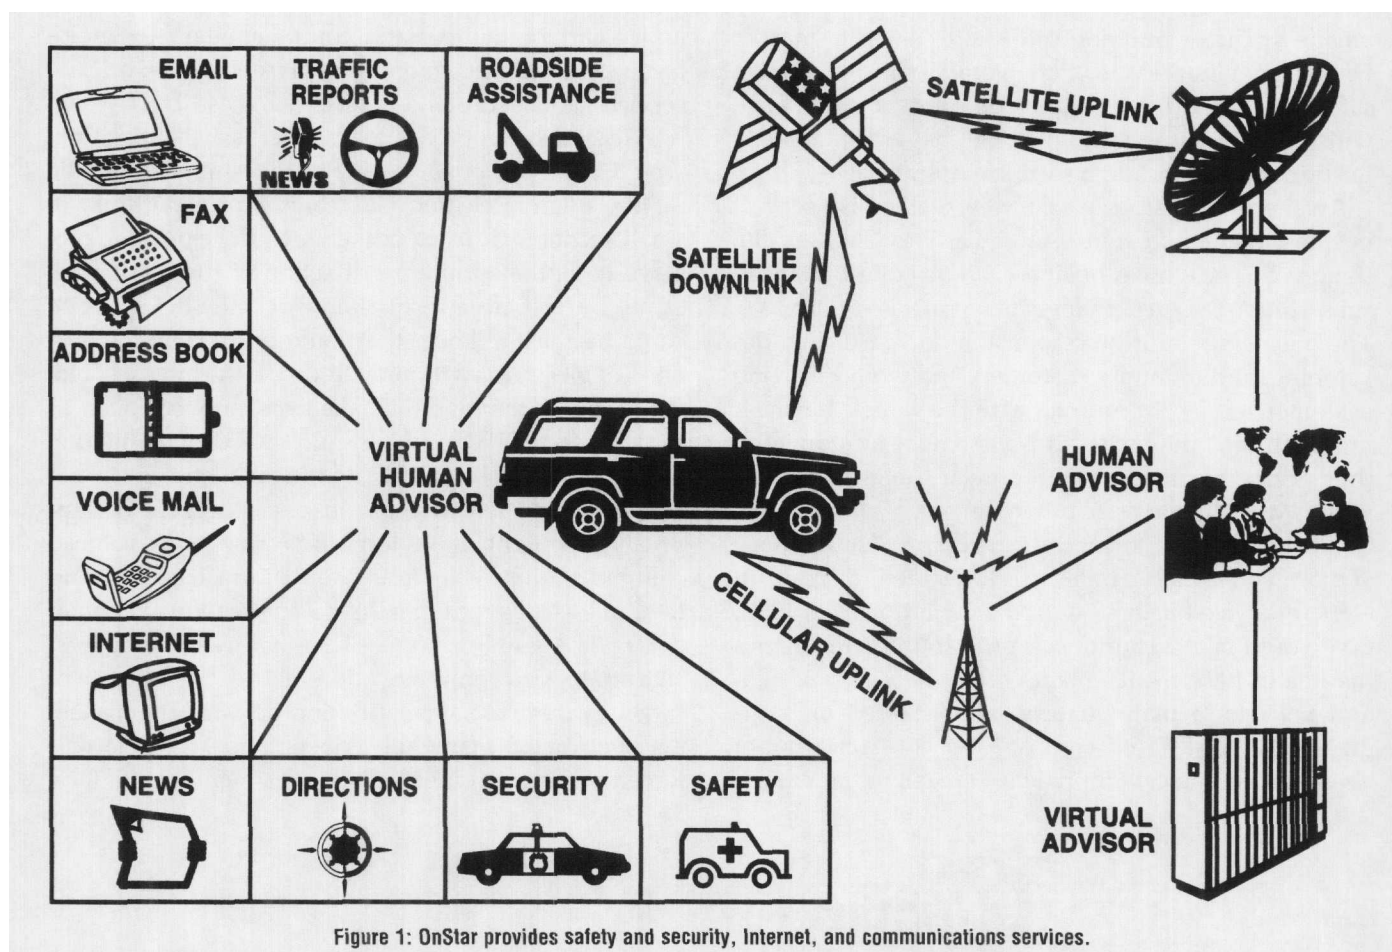 EMAIL
TRAFFIC
REPORTS
NEWS
ROADSIDE
ASSISTANCE
SATELLITE UPLINK
FAX
SATELLITE
DOWNLINK
ADDRESS BOOK
VIRTUAL
HUMAN
ADVISOR
HUMAN
ADVISOR
VOICE MAIL
CELLULAR UPLINK
INTERNET
NEWS
DIRECTIONS
SECURITY
SAFETY
VIRTUAL
ADVISOR
Figure 1: OnStar provides safety and security, Internet, and communications services.